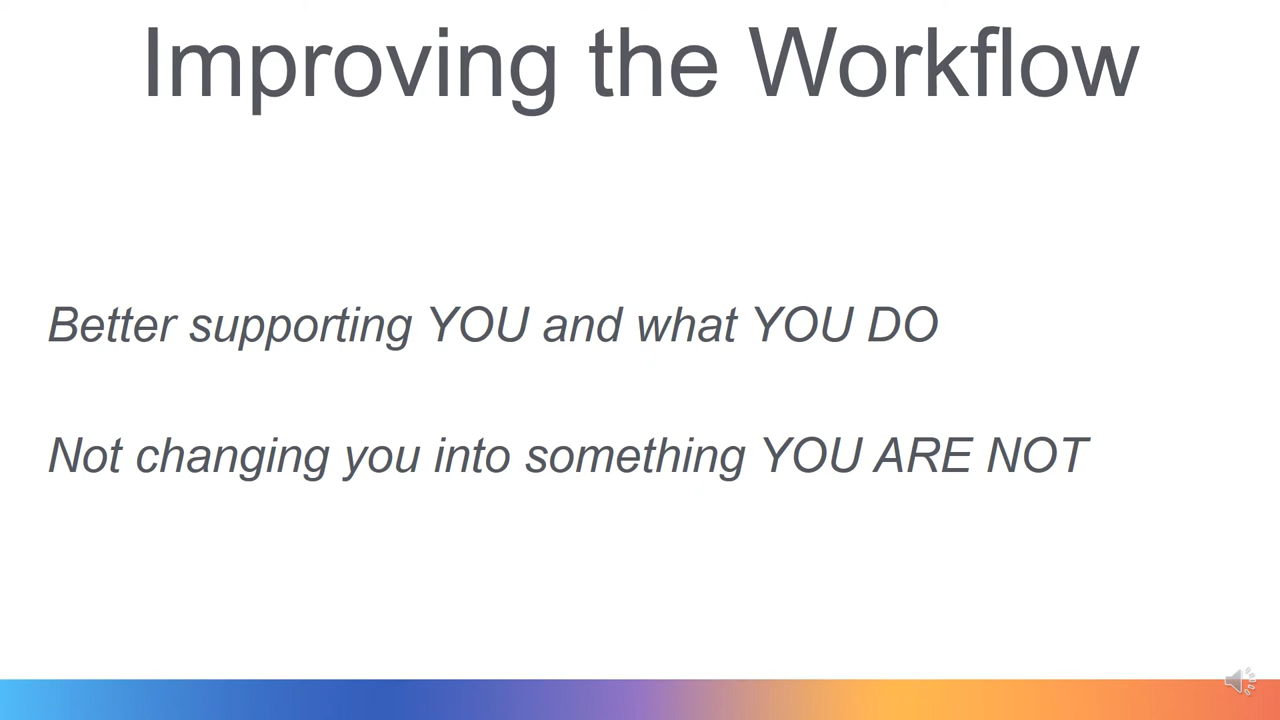 Improving the Workflow
Better supporting YOU and what YOU DO
Not changing you into something YOU ARE NOT